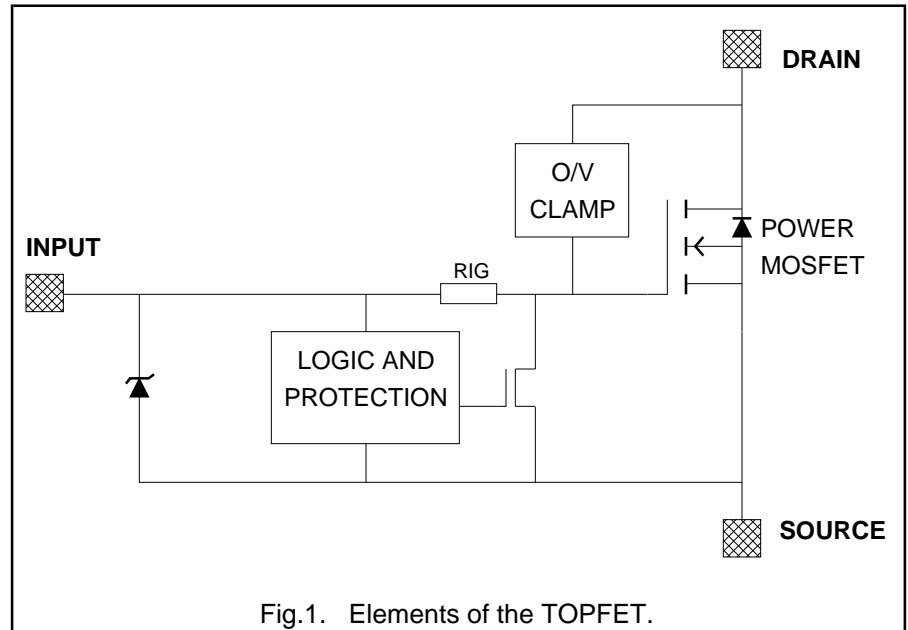 DRAIN
O/V
CLAMP
POWER
MOSFET
INPUT
RIG
LOGIC AND
PROTECTION
SOURCE
Fig.1. Elements of the TOPFET.